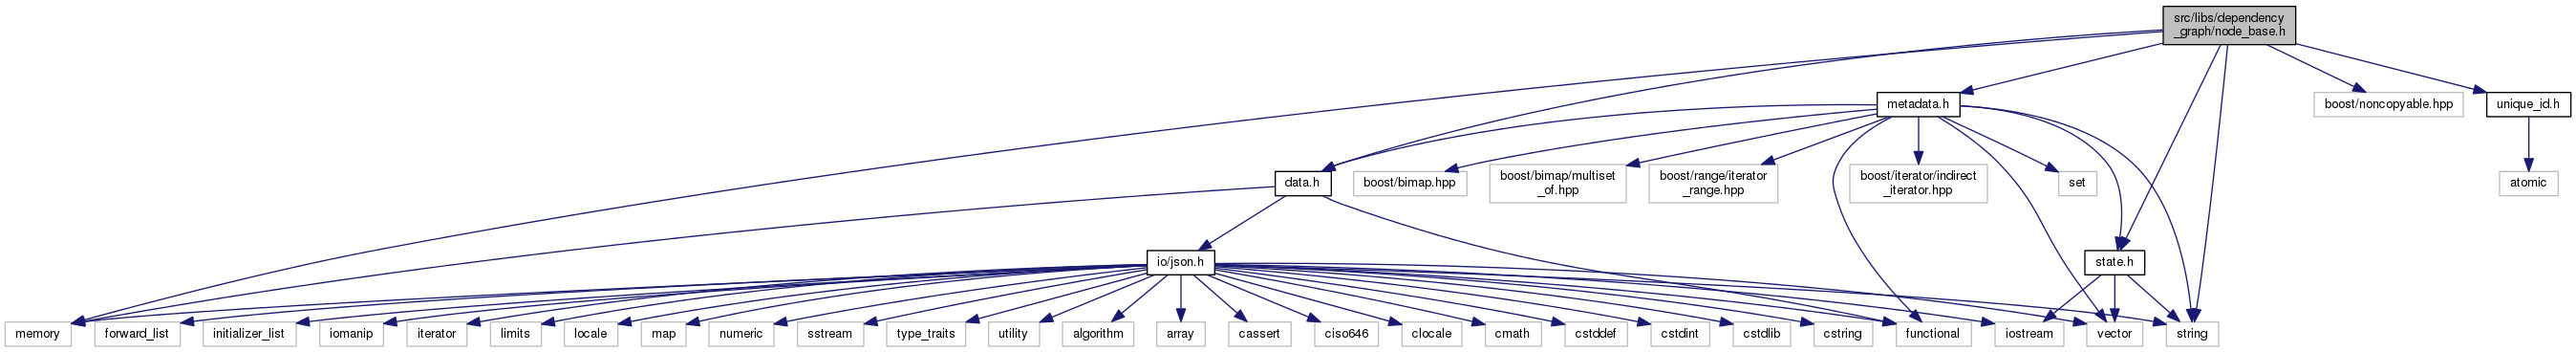 src/libs/dependency
_graph/node_base.h
metadata.h
boost/noncopyable.hpp
unique_id.h
data.h
boost/bimap.hpp
boost/bimap/multiset
_of.hpp
boost/range/iterator
_range.hpp
boost/iterator/indirect
_iterator.hpp
set
atomic
io/json.h
state.h
memory
forward_list
initializer_list
iomanip
iterator
limits
locale
map
numeric
sstream
type_traits
utility
algorithm
array
cassert
ciso646
clocale
cmath
cstddef
cstdint
cstdlib
cstring
functional
iostream
vector
string